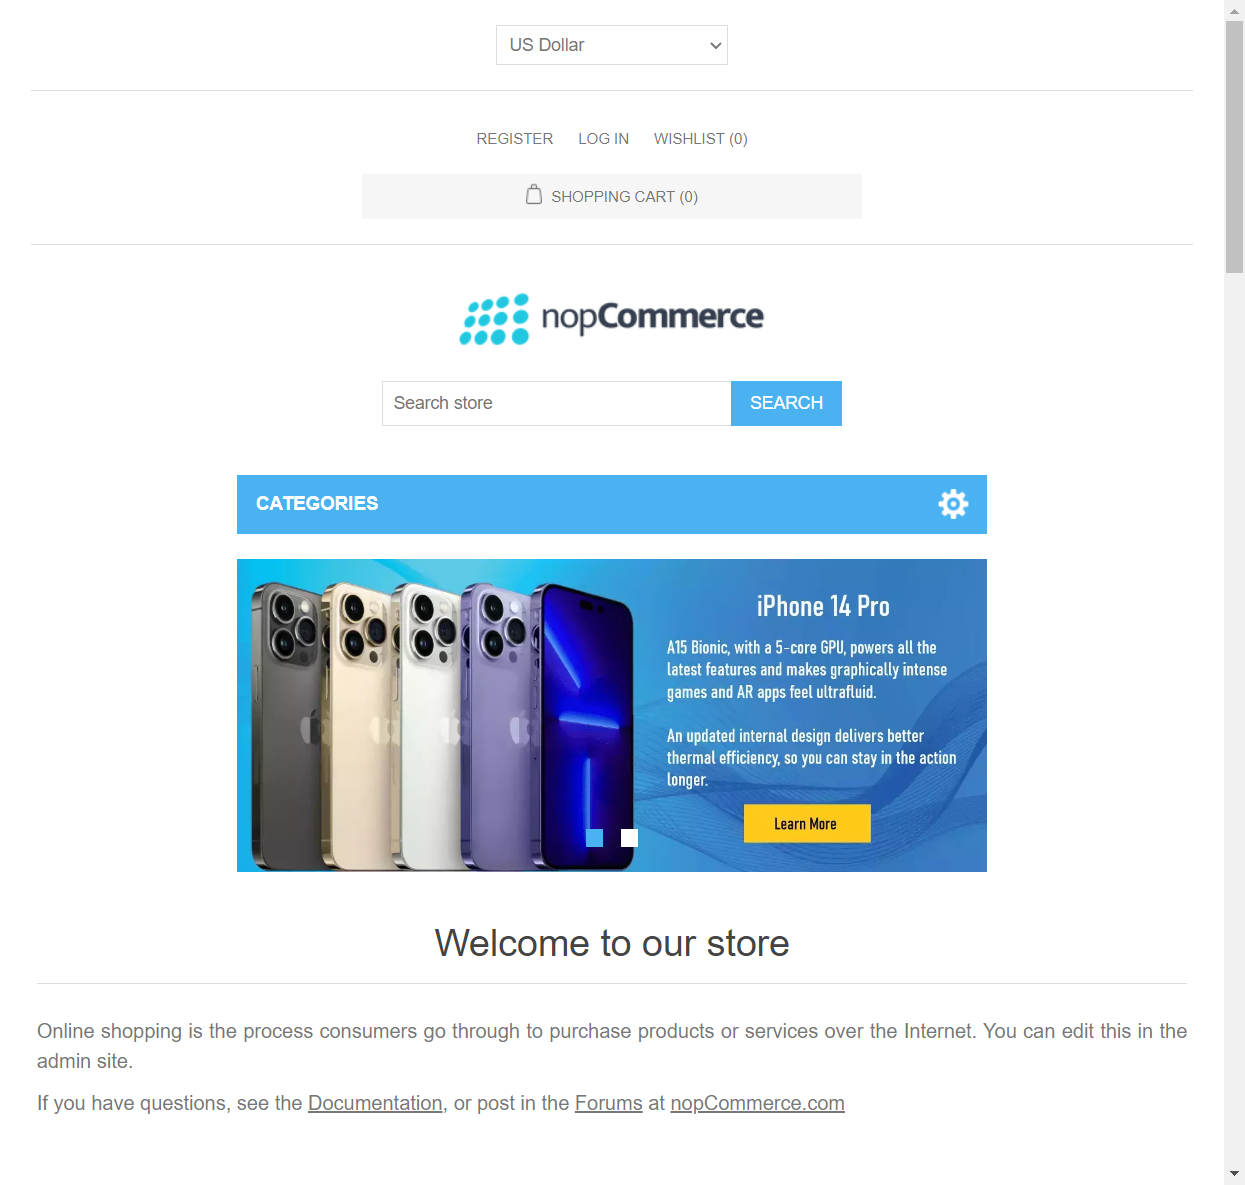 US Dollar
REGISTER LOG IN WISHLIST (0)
SHOPPING CART (0)
nopCommerce
Search store SEARCH
CATEGORIES
iPhone 14 Pro
A15 Bionic, with a 5-core GPU, powers all the
latest features and makes graphically intense
games and AR apps feel ultrafluid.
An updated internal design delivers better
thermal efficiency, so you can stay in the action
longer.
Learn More
Welcome to our store
Online shopping is the process consumers go through to purchase products or services over the Internet. You can edit this in the
admin site.
If you have questions, see the Documentation, or post in the Forums at nopCommerce.com